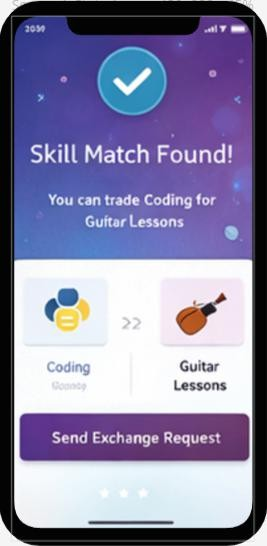 Skill Match Found!
You can trade Coding for
Guitar Lessons
Coding
Guitar
Lessons
Send Exchange Request